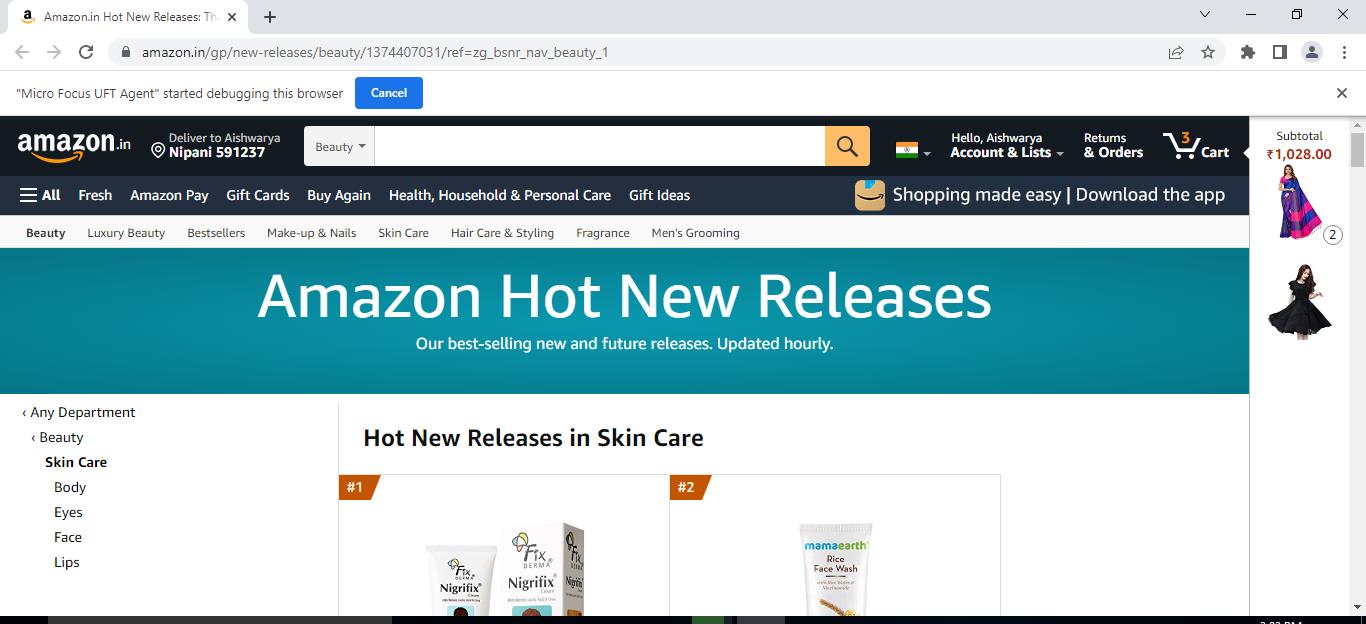 Amazon.in Hot New Releases: Th
amazon.in/gp/new-releases/beauty/1374407031/ref=zg_bsnr_nav_beauty_1
"Micro Focus UFT Agent" started debugging this browser
Cancel
amazon.in
Deliver to Aishwarya
Nipani 591237
Beauty
Hello, Aishwarya
Account & Lists
Returns
& Orders
3
Cart
Subtotal
₹1,028.00
2
All Fresh Amazon Pay Gift Cards Buy Again Health, Household & Personal Care Gift Ideas
Shopping made easy | Download the app
Beauty Luxury Beauty Bestsellers Make-up & Nails Skin Care Hair Care & Styling Fragrance Men's Grooming
Amazon Hot New Releases
Our best-selling new and future releases. Updated hourly.
‹ Any Department
‹ Beauty
Skin Care
Body
Eyes
Face
Lips
Hot New Releases in Skin Care
#1
FIX
DERMA
Nigrifix
Cream
FIX
DERMA
Nigrifix
Cream
#2
mamaearth
Rice
Face Wash
with Rice Water &
Niacinamide